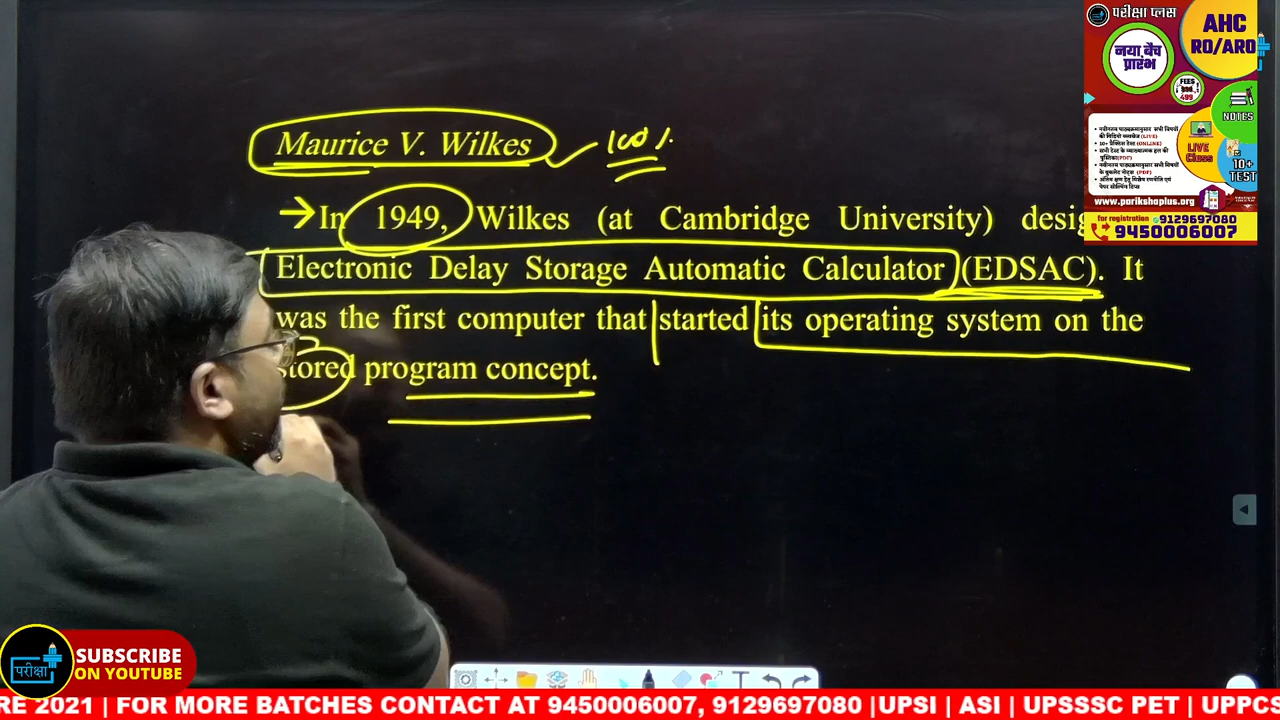 परीक्षा प्लस
AHC
RO/ARO
नया बैच
प्रारंभ
FEES
499
NOTES
LIVE
Class
10+
TEST
www.parikshaplus.org
for registration 9129697080
9450006007
Maurice V. Wilkes
100%
→In 1949, Wilkes (at Cambridge University) desig
Electronic Delay Storage Automatic Calculator (EDSAC). It
was the first computer that started its operating system on the
stored program concept.
परीक्षा
SUBSCRIBE
ON YOUTUBE
RE 2021 | FOR MORE BATCHES CONTACT AT 9450006007, 9129697080 |UPSI | ASI | UPSSSC PET | UPPCS